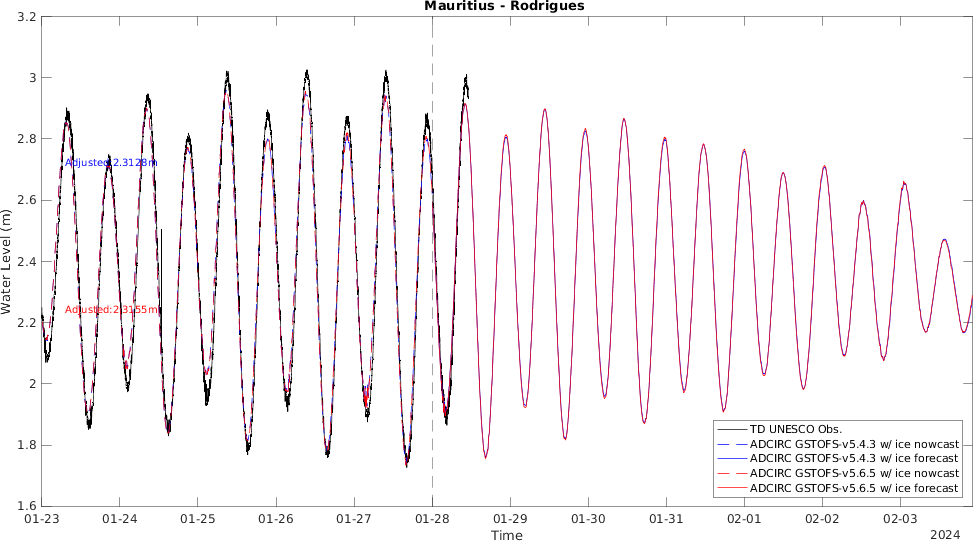 Mauritius - Rodrigues
3.2
3
2.8
2.6
2.4
2.2
2
1.8
1.6
Water Level (m)
Adjusted:2.3128m
Adjusted:2.3155m
TD UNESCO Obs.
ADCIRC GSTOFS-v5.4.3 w/ ice nowcast
ADCIRC GSTOFS-v5.4.3 w/ ice forecast
ADCIRC GSTOFS-v5.6.5 w/ ice nowcast
ADCIRC GSTOFS-v5.6.5 w/ ice forecast
01-23 01-24 01-25 01-26 01-27 01-28 01-29 01-30 01-31 02-01 02-02 02-03
Time
2024